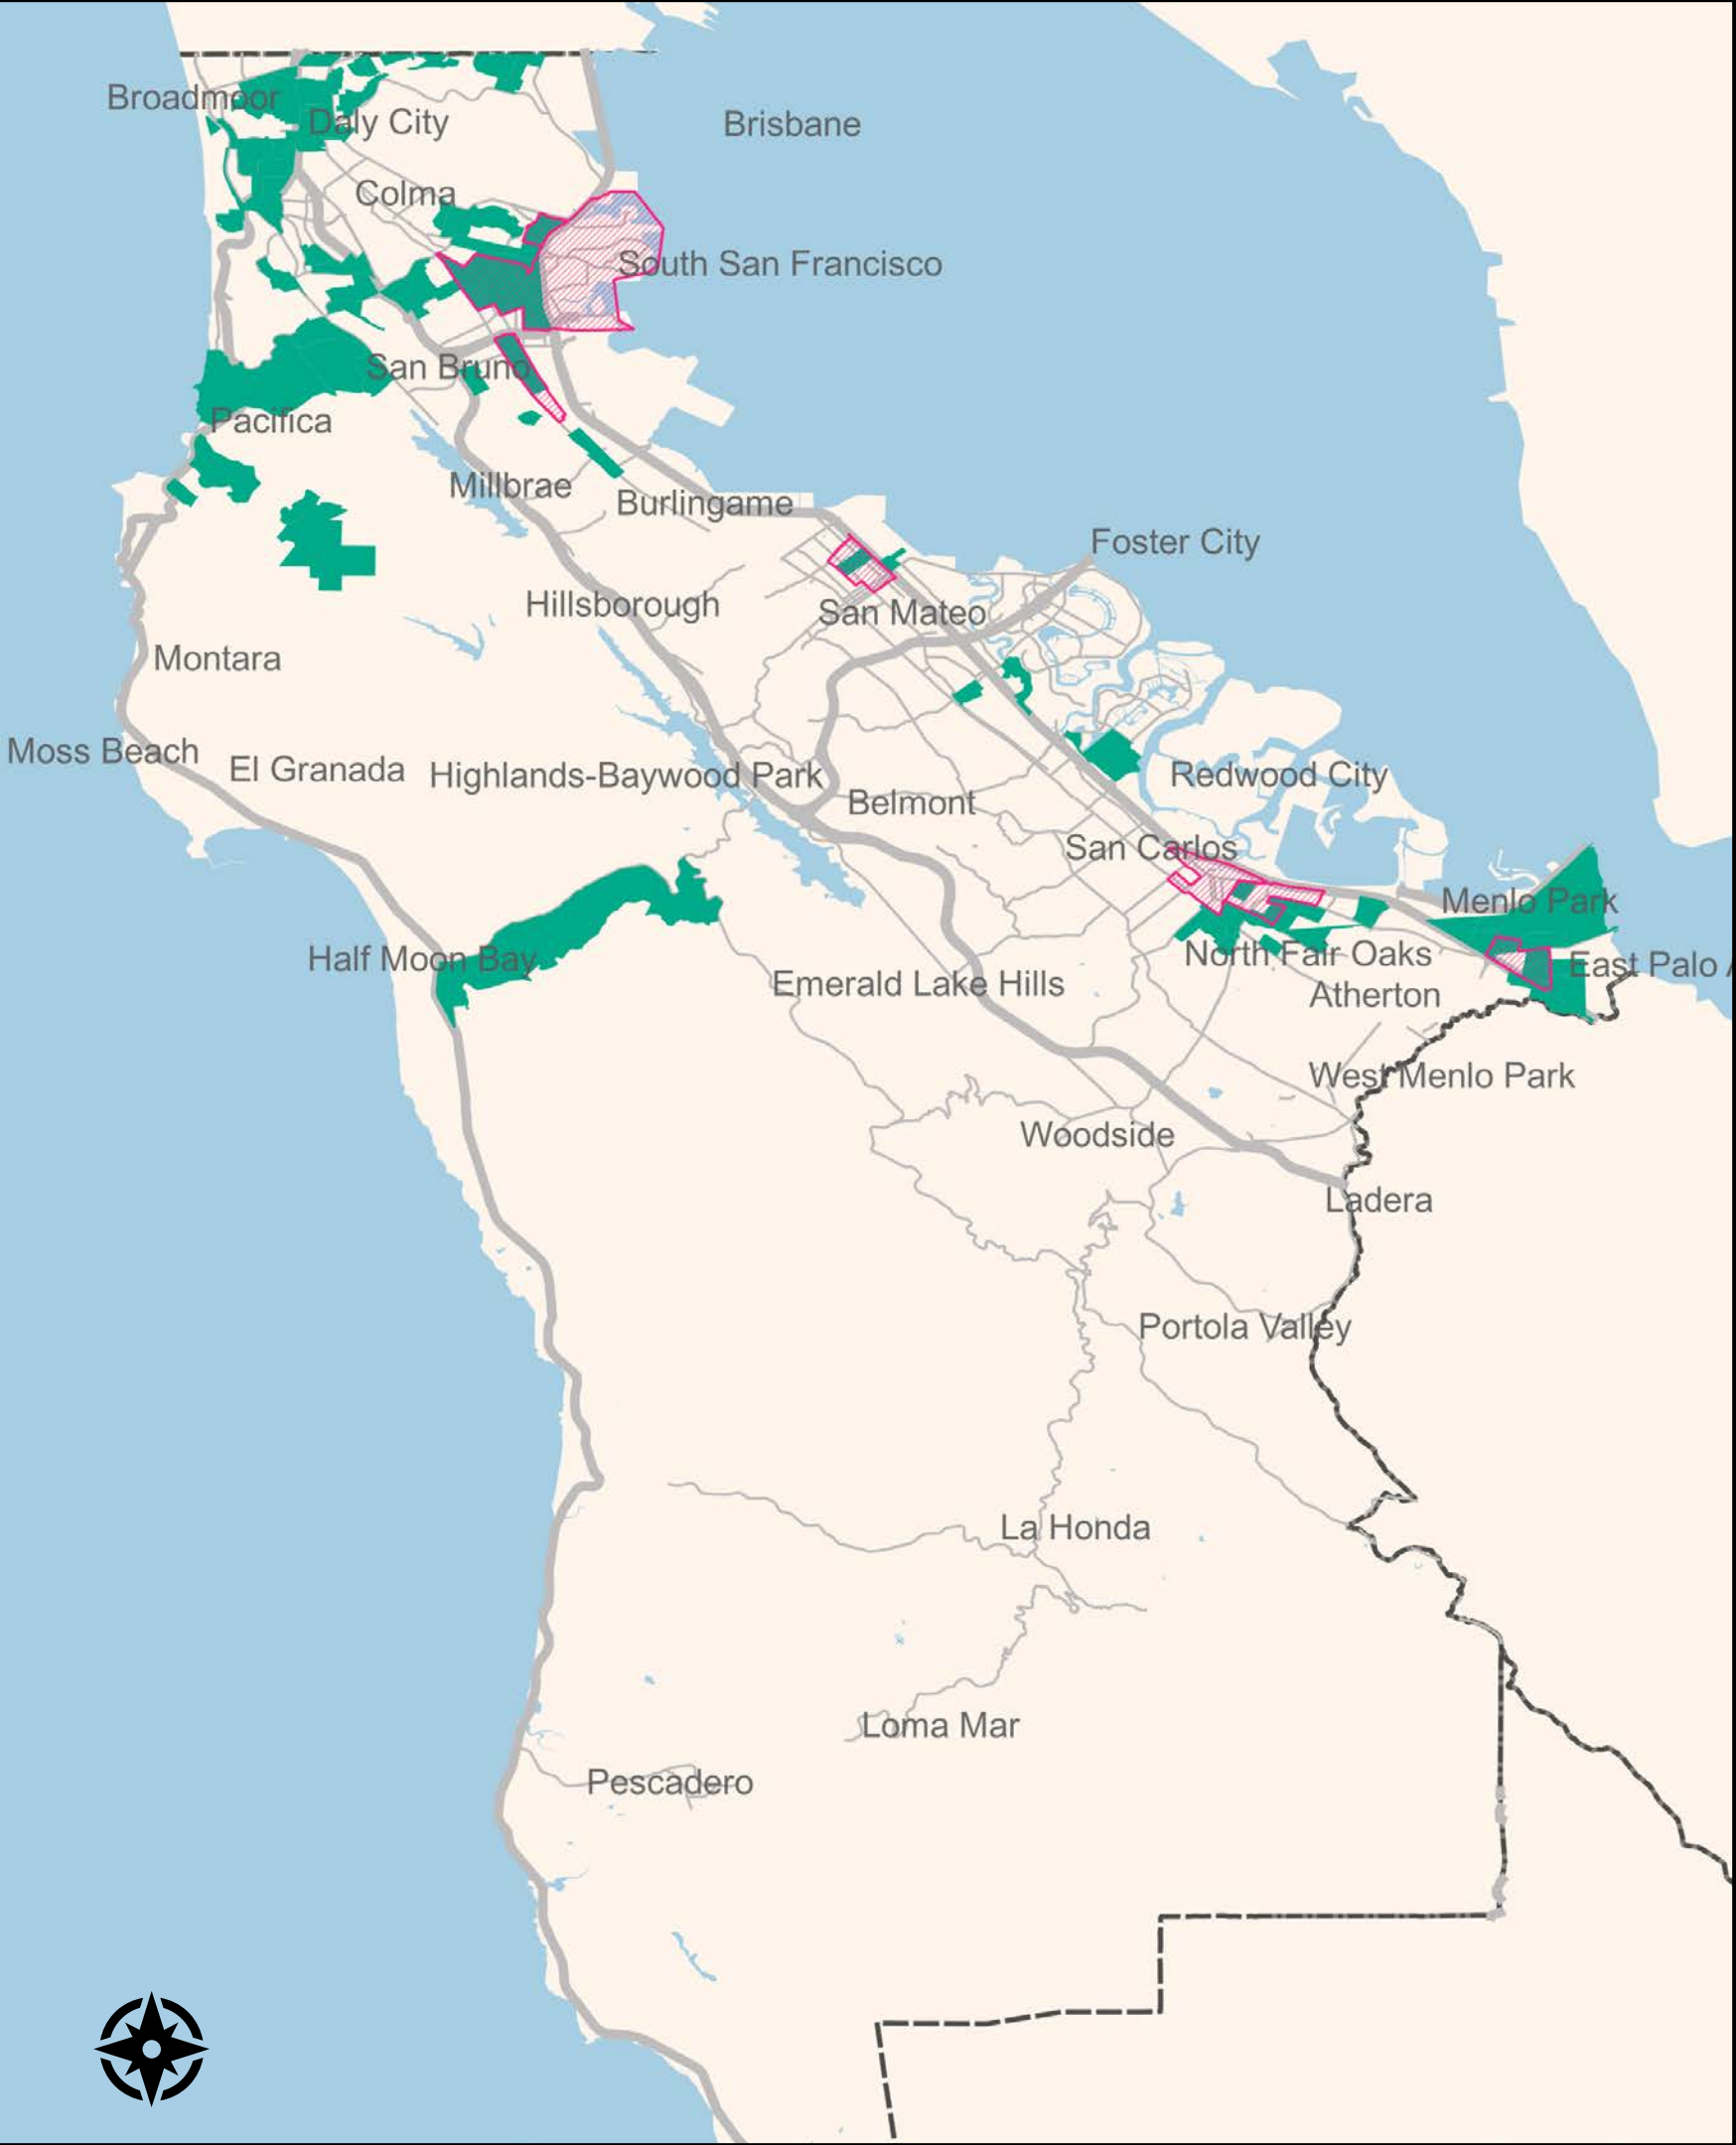 Broadmoor
Daly City
Brisbane
Colma
South San Francisco
San Bruno
Pacifica
Millbrae
Burlingame
Foster City
Hillsborough
San Mateo
Montara
Moss Beach
El Granada
Highlands-Baywood Park
Redwood City
Belmont
San Carlos
Menlo Park
Half Moon Bay
North Fair Oaks
East Palo A
Emerald Lake Hills
Atherton
West Menlo Park
Woodside
Ladera
Portola Valley
La Honda
Loma Mar
Pescadero